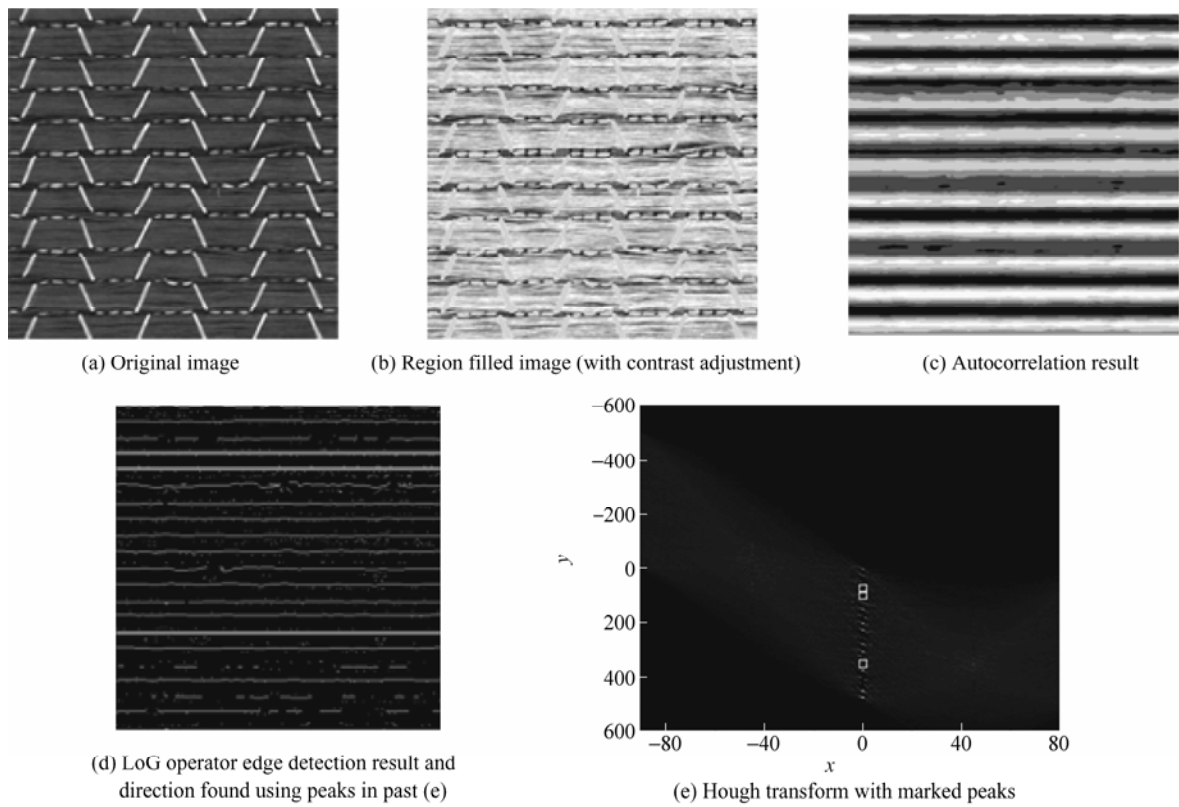 (a) Original image
(b) Region filled image (with contrast adjustment)
(c) Autocorrelation result
−600
−400
−200
0
200
400
600
y
−80
−40
0
40
80
x
(d) LoG operator edge detection result and
direction found using peaks in past (e)
(e) Hough transform with marked peaks